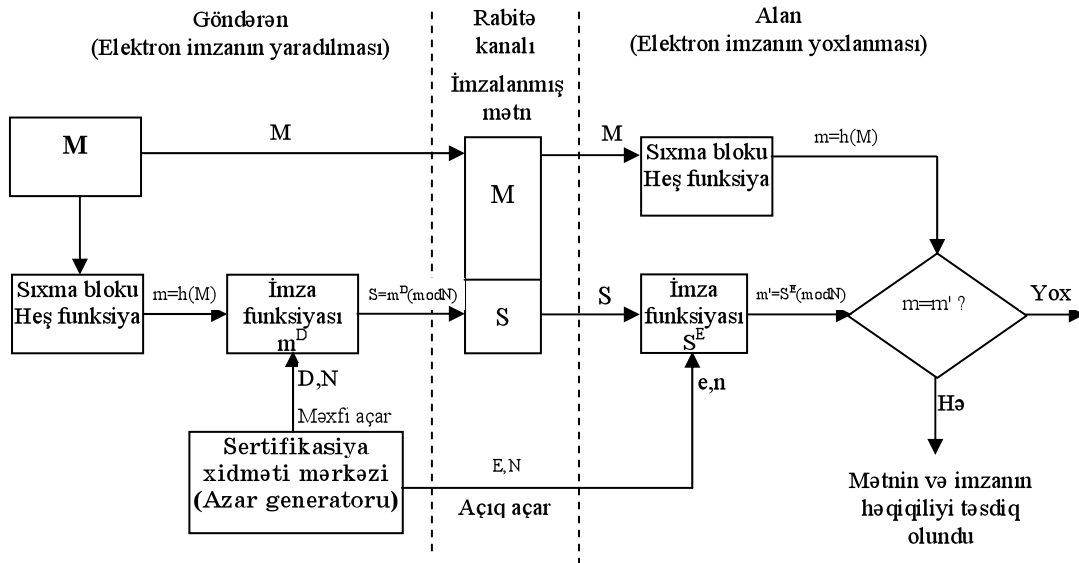 Göndərən
(Elektron imzanın yaradılması)
Rabitə
kanalı
Alan
(Elektron imzanın yoxlanması)
İmzalanmış
mətn
M
M
M
M
Sıxma bloku
Heş funksiya
m=h(M)
Sıxma bloku
Heş funksiya
m=h(M)
İmza
funksiyası
m^D
S=m^D(modN)
S
S
İmza
funksiyası
S^E
m'=S^E(modN)
m=m' ?
Yox
D,N
Məxfi açar
e,n
Hə
Sertifikasiya
xidməti mərkəzi
(Azar generatoru)
E,N
Açıq açar
Mətnin və imzanın
həqiqiliyi təsdiq
olundu